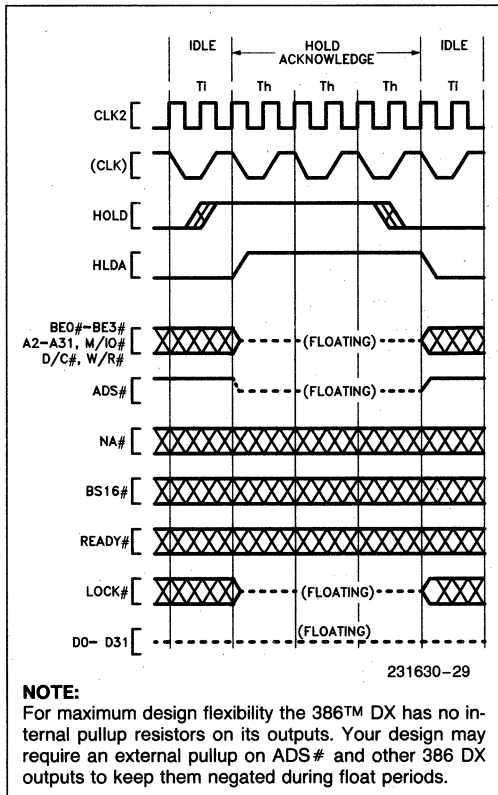 IDLE HOLD ACKNOWLEDGE IDLE
Ti Th Th Th Ti
CLK2
(CLK)
HOLD
HLDA
BE0#–BE3#
A2–A31, M/IO# (FLOATING)
D/C#, W/R#
ADS# (FLOATING)
NA#
BS16#
READY#
LOCK# (FLOATING)
D0– D31 (FLOATING)
231630–29
NOTE:
For maximum design flexibility the 386™ DX has no in-
ternal pullup resistors on its outputs. Your design may
require an external pullup on ADS# and other 386 DX
outputs to keep them negated during float periods.